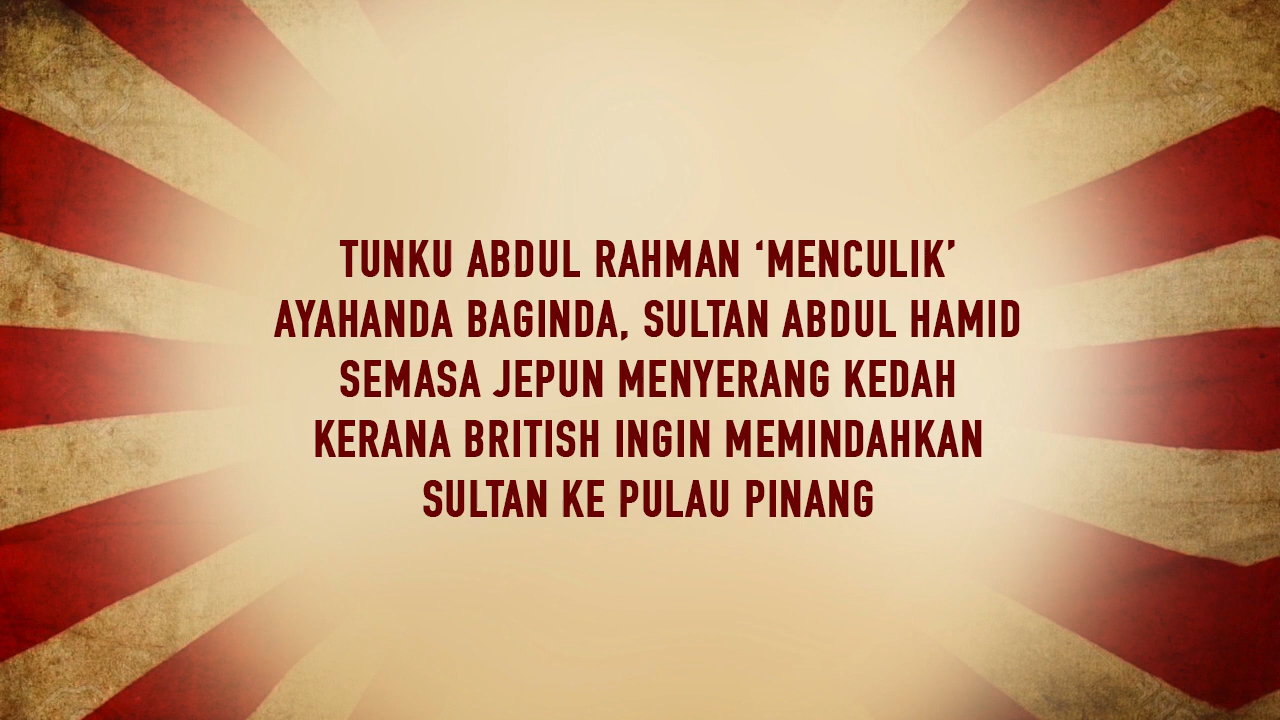 TUNKU ABDUL RAHMAN ‘MENCULIK’
AYAHANDA BAGINDA, SULTAN ABDUL HAMID
SEMASA JEPUN MENYERANG KEDAH
KERANA BRITISH INGIN MEMINDAHKAN
SULTAN KE PULAU PINANG